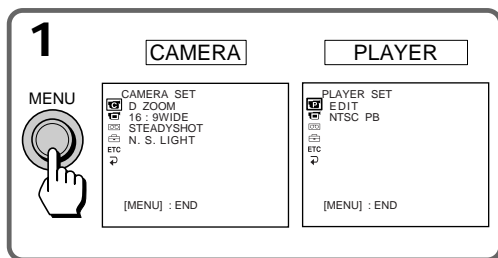 1
CAMERA
PLAYER
MENU
CAMERA SET
C D ZOOM
16 : 9WIDE
STEADYSHOT
N. S. LIGHT
ETC
[MENU] : END
PLAYER SET
P EDIT
NTSC PB
ETC
[MENU] : END